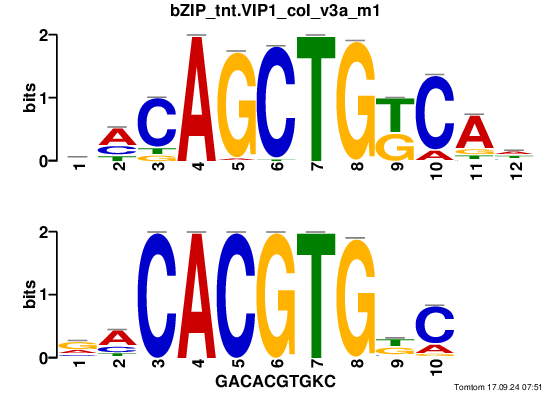 bZIP_tnt.VIP1_col_v3a_m1
2
bits
1
0
ACAGCTGTCA
1 2 3 4 5 6 7 8 9 10 11 12
2
bits
1
0
GACACGTGTC
1 2 3 4 5 6 7 8 9 10
GACACGTGKC
Tomtom 17.09.24 07:51